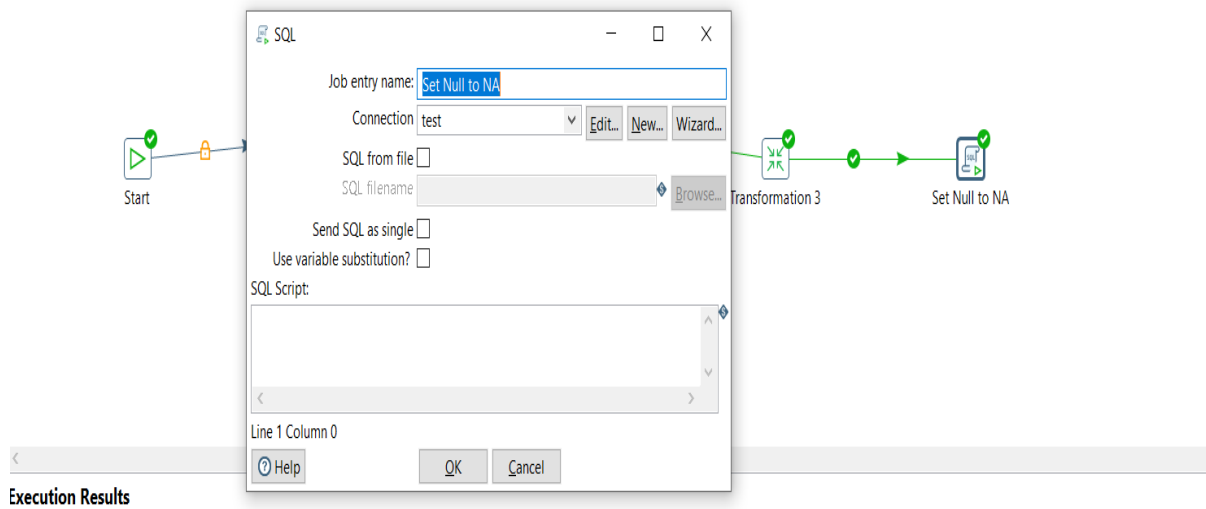 SQL
Job entry name: Set Null to NA
Connection test Edit... New... Wizard...
SQL from file
SQL filename Browse...
Send SQL as single
Use variable substitution?
SQL Script:
Line 1 Column 0
Help OK Cancel
Start
Transformation 3
SQL
Set Null to NA
Execution Results